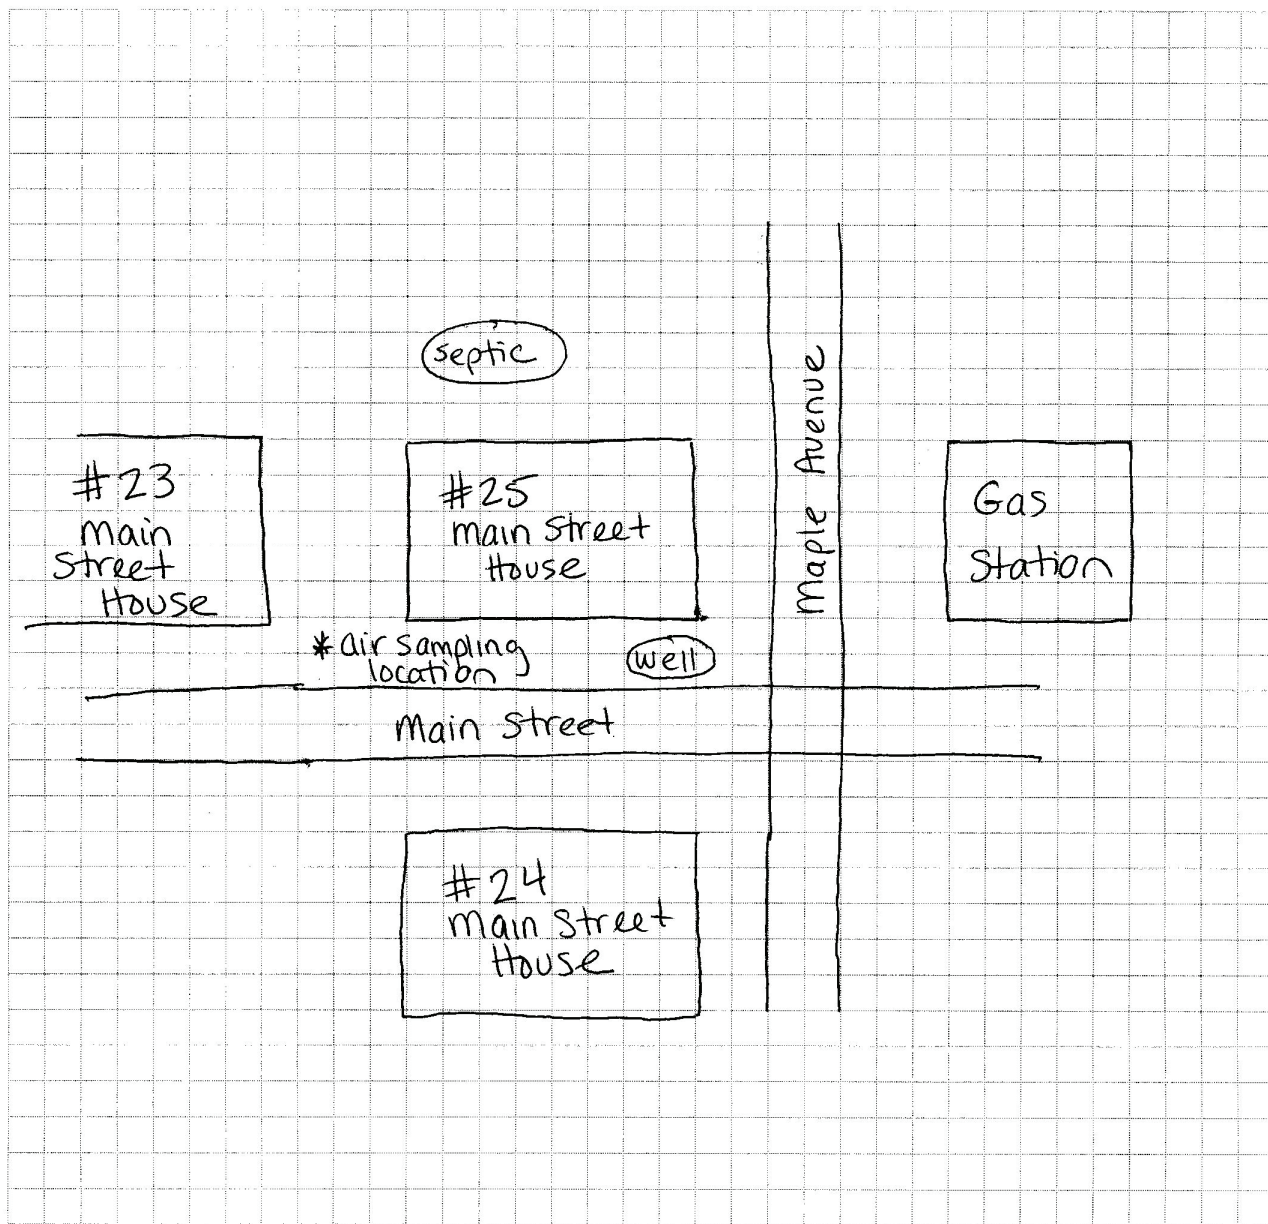 septic
#23
Main
Street
House
#25
Main Street
House
Maple Avenue
Gas
Station
* air sampling
location
well
Main Street
#24
Main Street
House